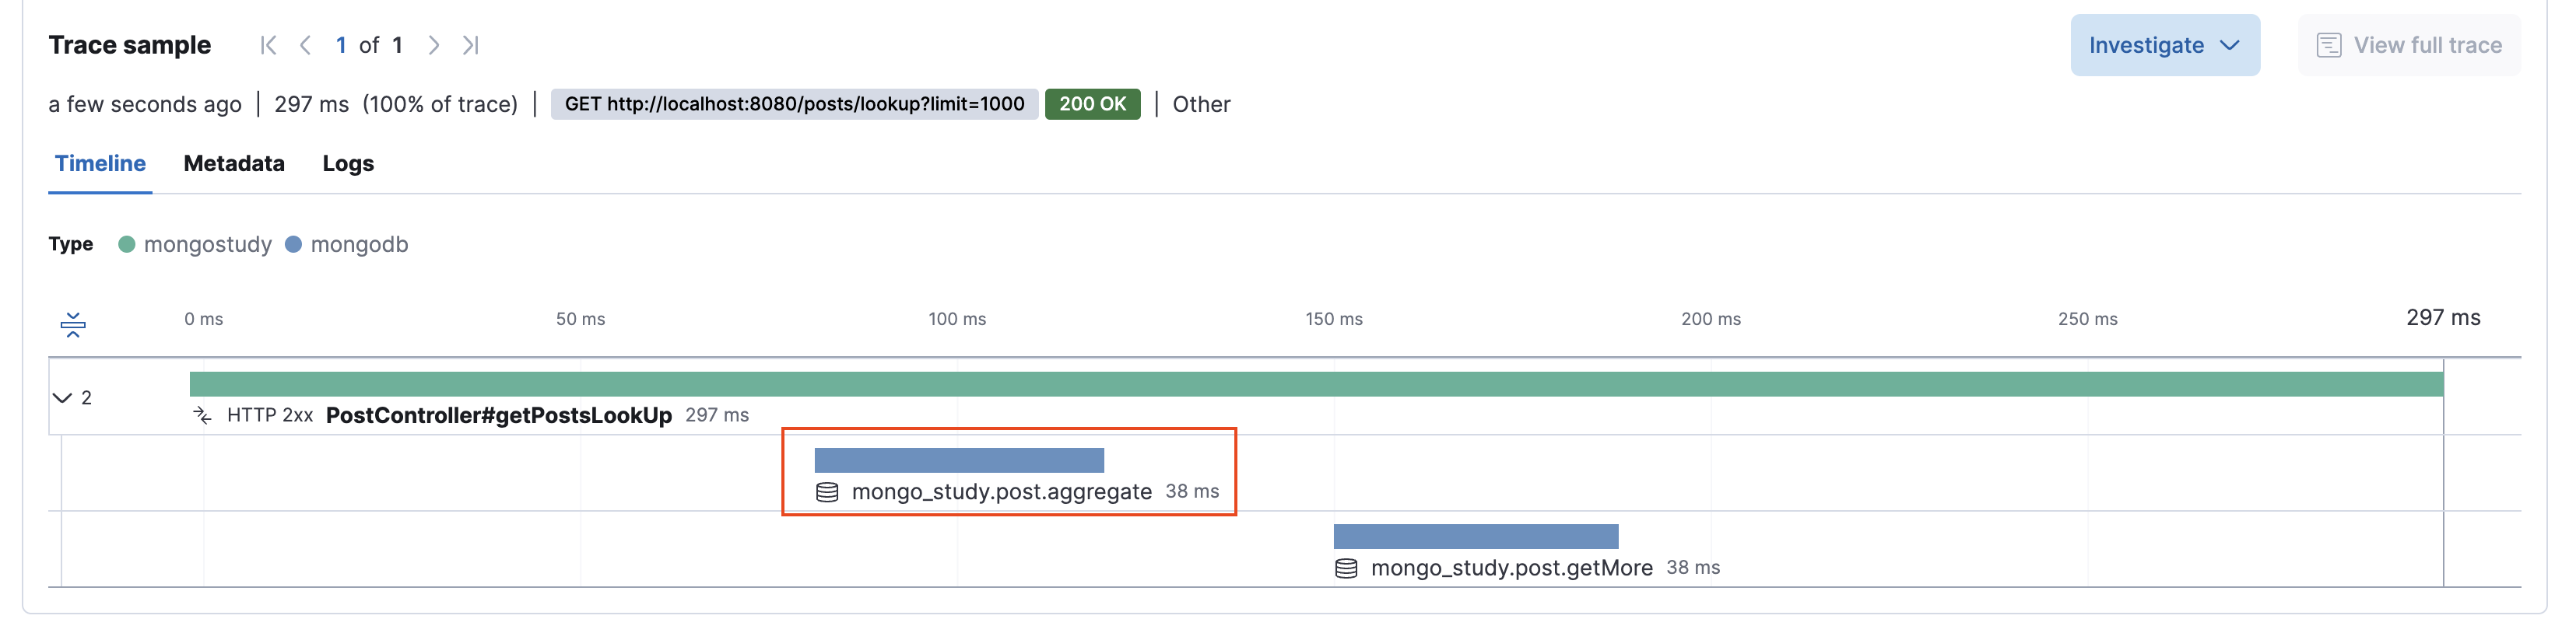 Trace sample 1 of 1 Investigate View full trace
a few seconds ago | 297 ms (100% of trace) | GET http://localhost:8080/posts/lookup?limit=1000 200 OK | Other
Timeline Metadata Logs
Type mongostudy mongodb
0 ms 50 ms 100 ms 150 ms 200 ms 250 ms 297 ms
2
HTTP 2xx PostController#getPostsLookUp 297 ms
mongo_study.post.aggregate 38 ms
mongo_study.post.getMore 38 ms